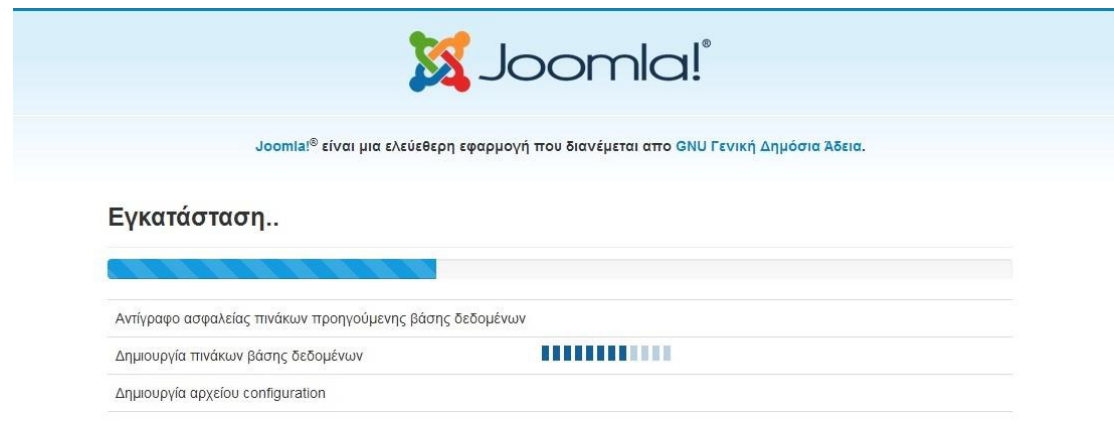 Joomla!®
Joomla!® είναι μια ελεύεθερη εφαρμογή που διανέμεται απο GNU Γενική Δημόσια Άδεια.
Εγκατάσταση..
Αντίγραφο ασφαλείας πινάκων προηγούμενης βάσης δεδομένων
Δημιουργία πινάκων βάσης δεδομένων
Δημιουργία αρχείου configuration